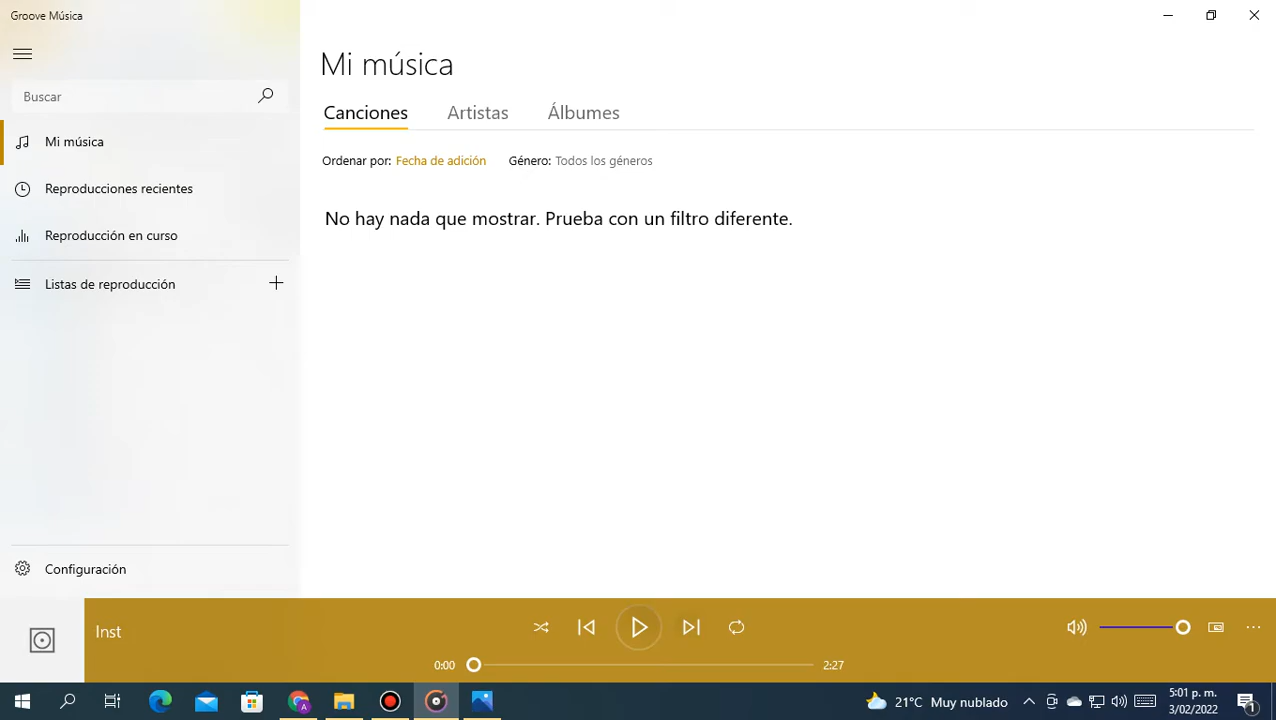 Groove Música
Buscar
Mi música
Reproducciones recientes
Reproducción en curso
Listas de reproducción
Configuración
Mi música
Canciones Artistas Álbumes
Ordenar por: Fecha de adición Género: Todos los géneros
No hay nada que mostrar. Prueba con un filtro diferente.
Inst
0:00 2:27
A
21°C Muy nublado
5:01 p. m.
3/02/2022
1